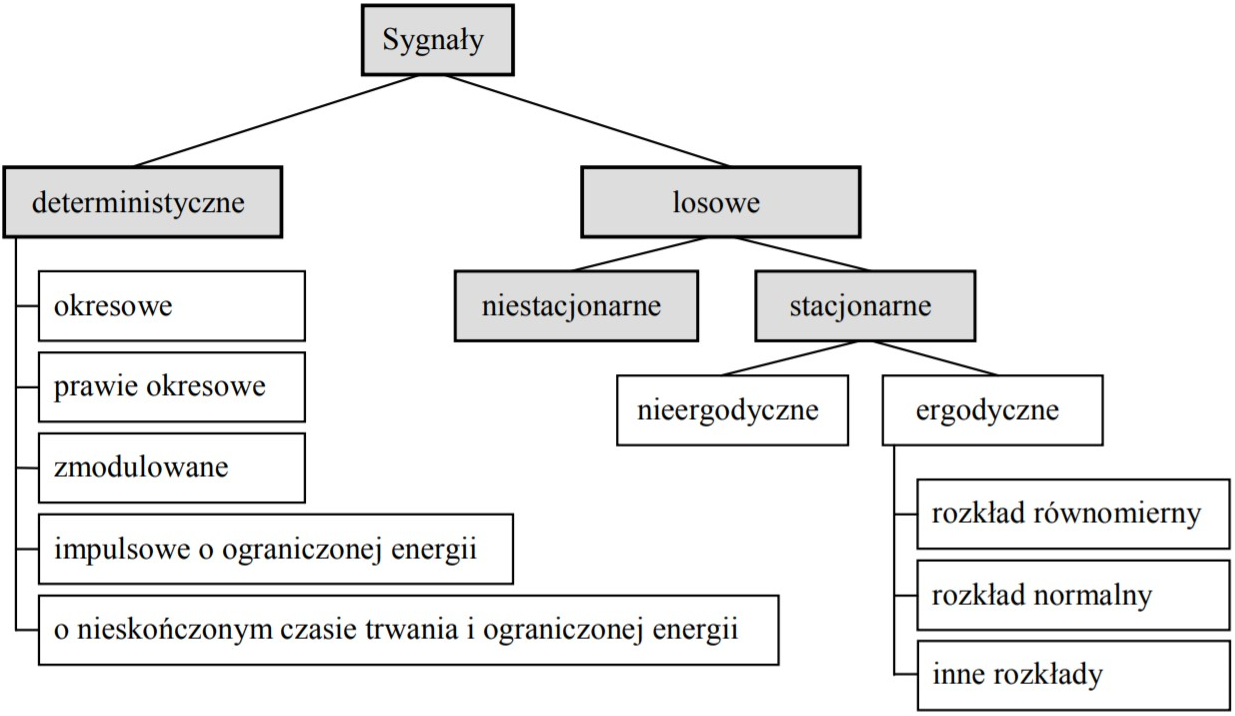 Sygnały
deterministyczne
losowe
okresowe
prawie okresowe
zmodulowane
impulsowe o ograniczonej energii
o nieskończonym czasie trwania i ograniczonej energii
niestacjonarne
stacjonarne
nieergodyczne
ergodyczne
rozkład równomierny
rozkład normalny
inne rozkłady